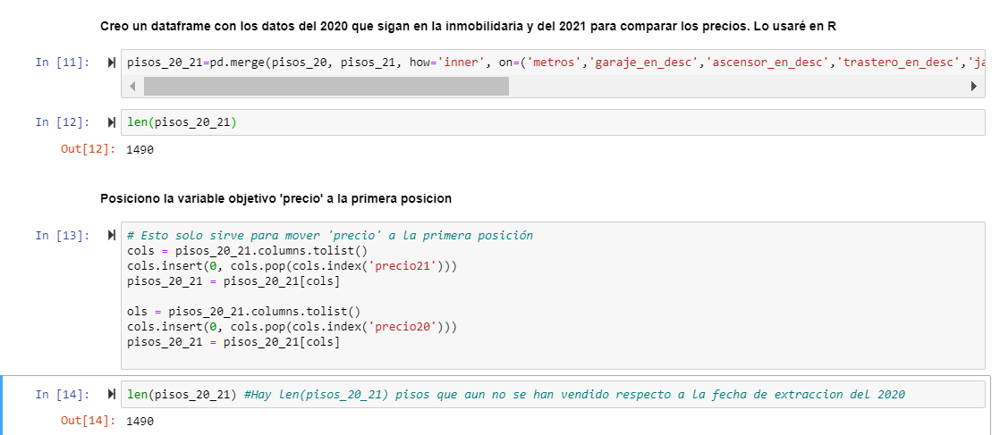 Creo un dataframe con los datos del 2020 que sigan en la inmobilidaria y del 2021 para comparar los precios. Lo usaré en R
In [11]: pisos_20_21=pd.merge(pisos_20, pisos_21, how='inner', on=('metros','garaje_en_desc','ascensor_en_desc','trastero_en_desc','ja
In [12]: len(pisos_20_21)
Out[12]: 1490
Posiciono la variable objetivo 'precio' a la primera posicion
In [13]: # Esto solo sirve para mover 'precio' a la primera posición
cols = pisos_20_21.columns.tolist()
cols.insert(0, cols.pop(cols.index('precio21')))
pisos_20_21 = pisos_20_21[cols]
ols = pisos_20_21.columns.tolist()
cols.insert(0, cols.pop(cols.index('precio20')))
pisos_20_21 = pisos_20_21[cols]
In [14]: len(pisos_20_21) #Hay len(pisos_20_21) pisos que aun no se han vendido respecto a la fecha de extraccion del 2020
Out[14]: 1490